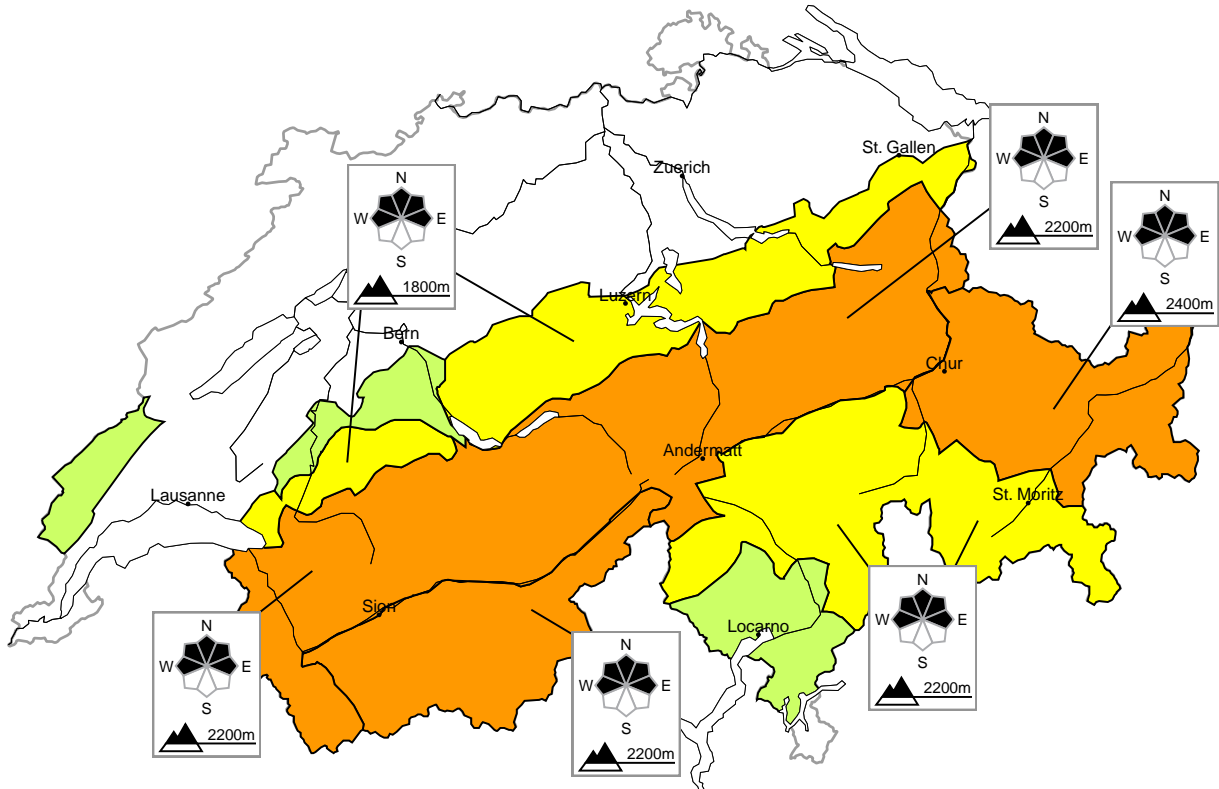 N
W E
S
2200m
St. Gallen
Zuerich
N
W E
S
1800m
N
W E
S
2400m
Luzern
Bern
Chur
Andermatt
Lausanne
St. Moritz
N
W E
S
2200m
Sion
Locarno
N
W E
S
2200m
N
W E
S
2200m